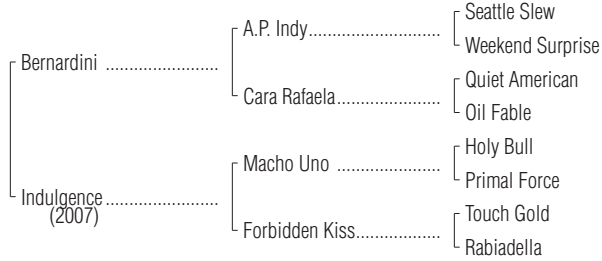 Seattle Slew
A.P. Indy
Weekend Surprise
Bernardini
Quiet American
Cara Rafaela
Oil Fable
Holy Bull
Macho Uno
Primal Force
Indulgence
(2007)
Touch Gold
Forbidden Kiss
Rabiadella